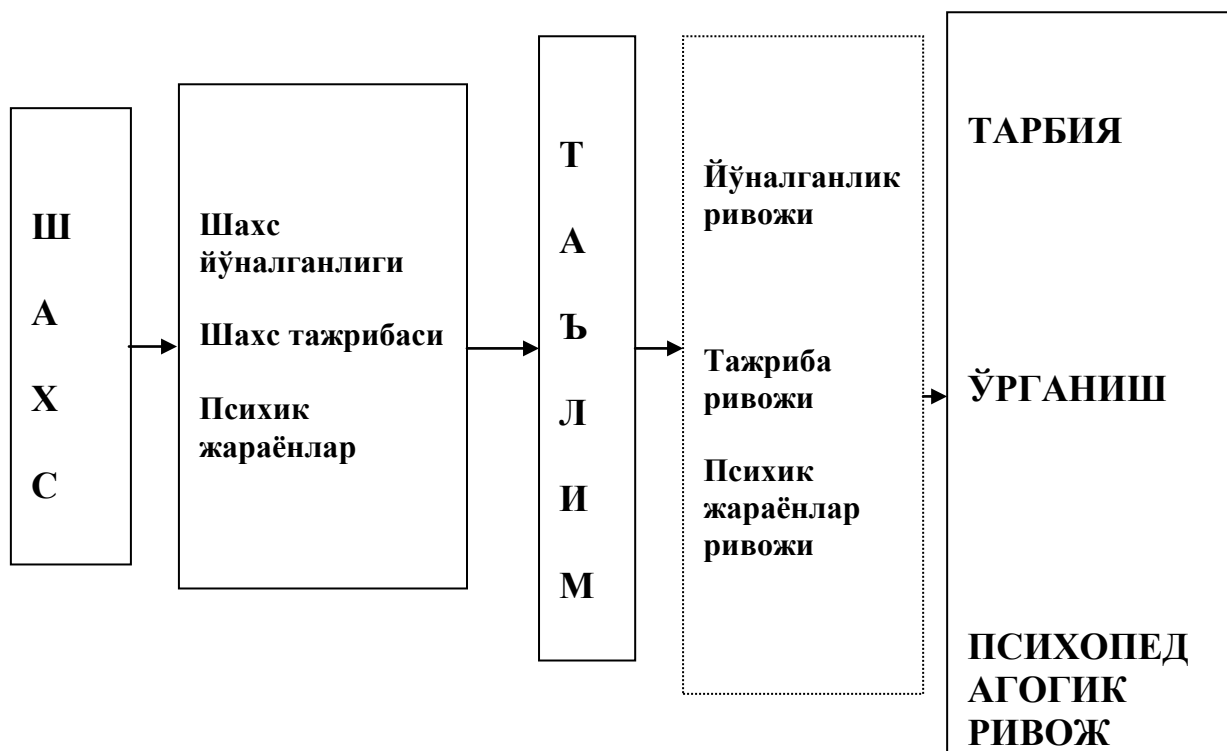 Ш
А
Х
С
Шахс
йўналганлиги
Шахс тажрибаси
Психик
жараёнлар
Т
А
Ъ
Л
И
М
Йўналганлик
ривожи
Тажриба
ривожи
Психик
жараёнлар
ривожи
ТАРБИЯ
ЎРГАНИШ
ПСИХОПЕД
АГОГИК
РИВОЖ